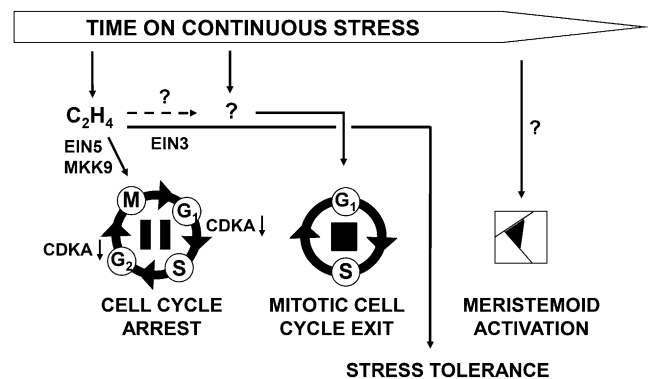 TIME ON CONTINUOUS STRESS
?
C2H4
?
?
EIN5
MKK9
EIN3
M
G1
CDKA
CDKA
G2
S
G1
S
CELL CYCLE
ARREST
MITOTIC CELL
CYCLE EXIT
MERISTEMOID
ACTIVATION
STRESS TOLERANCE